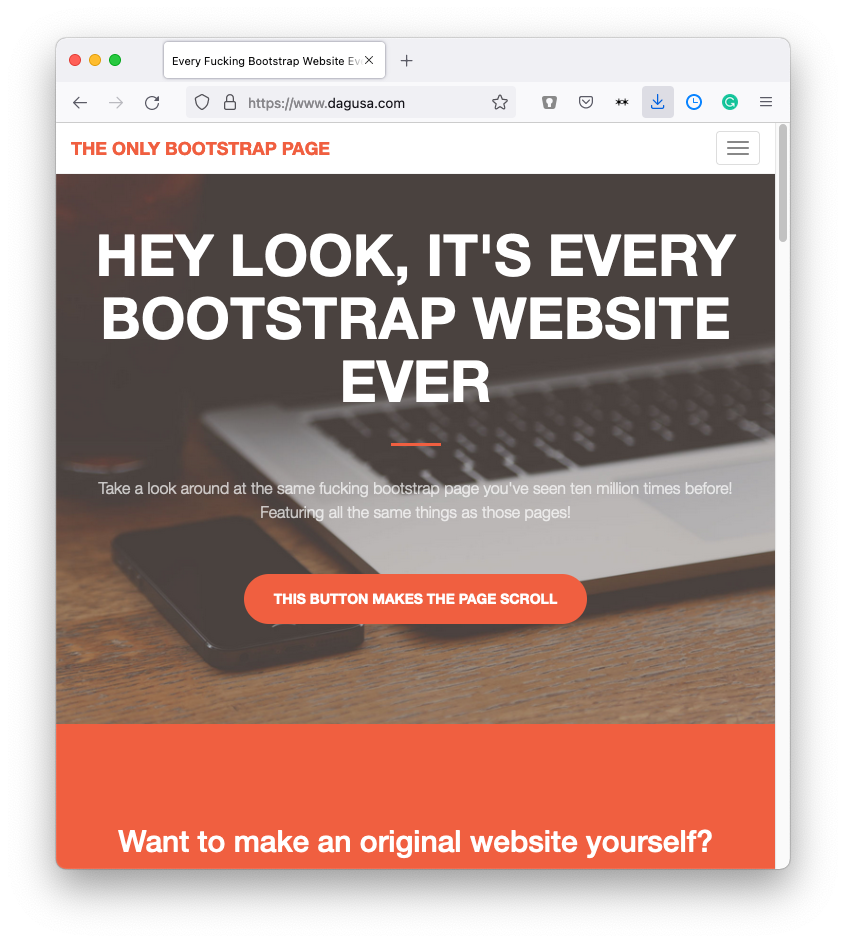 Every Fucking Bootstrap Website Ev
https://www.dagusa.com
THE ONLY BOOTSTRAP PAGE
HEY LOOK, IT'S EVERY
BOOTSTRAP WEBSITE
EVER
Take a look around at the same fucking bootstrap page you've seen ten million times before!
Featuring all the same things as those pages!
THIS BUTTON MAKES THE PAGE SCROLL
Want to make an original website yourself?